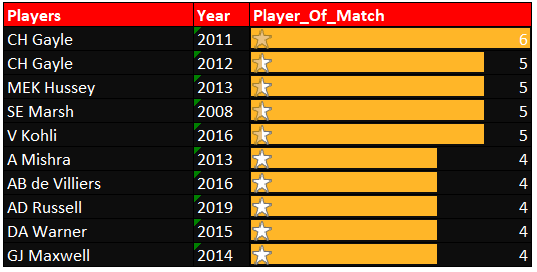 Players Year Player_Of_Match
CH Gayle 2011 6
CH Gayle 2012 5
MEK Hussey 2013 5
SE Marsh 2008 5
V Kohli 2016 5
A Mishra 2013 4
AB de Villiers 2016 4
AD Russell 2019 4
DA Warner 2015 4
GJ Maxwell 2014 4